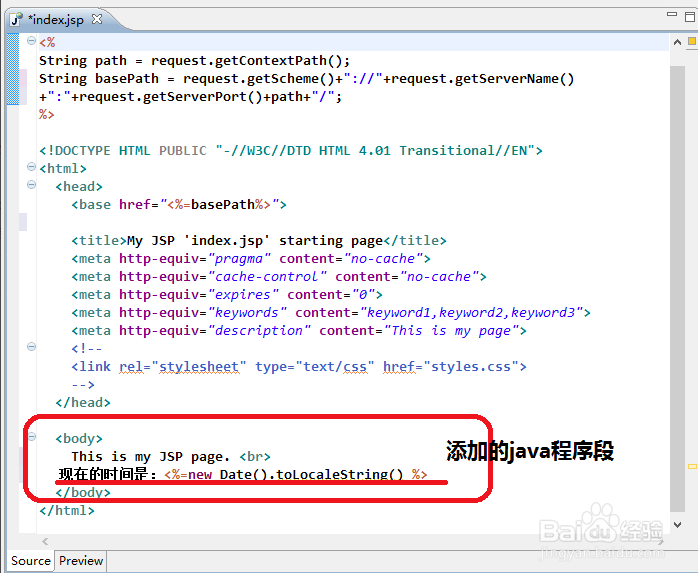 *index.jsp
<%
String path = request.getContextPath();
String basePath = request.getScheme()+"://"+request.getServerName()
+":"+request.getServerPort()+path+"/";
%>
<!DOCTYPE HTML PUBLIC "-//W3C//DTD HTML 4.01 Transitional//EN">
<html>
<head>
<base href="<%=basePath%>">
<title>My JSP 'index.jsp' starting page</title>
<meta http-equiv="pragma" content="no-cache">
<meta http-equiv="cache-control" content="no-cache">
<meta http-equiv="expires" content="0">
<meta http-equiv="keywords" content="keyword1,keyword2,keyword3">
<meta http-equiv="description" content="This is my page">
<!--
<link rel="stylesheet" type="text/css" href="styles.css">
-->
</head>
<body>
This is my JSP page. <br>
添加的java程序段
现在的时间是：<%=new Date().toLocaleString() %>
</body>
</html>
Baidu 经验
jingyan.baidu.com
Source Preview